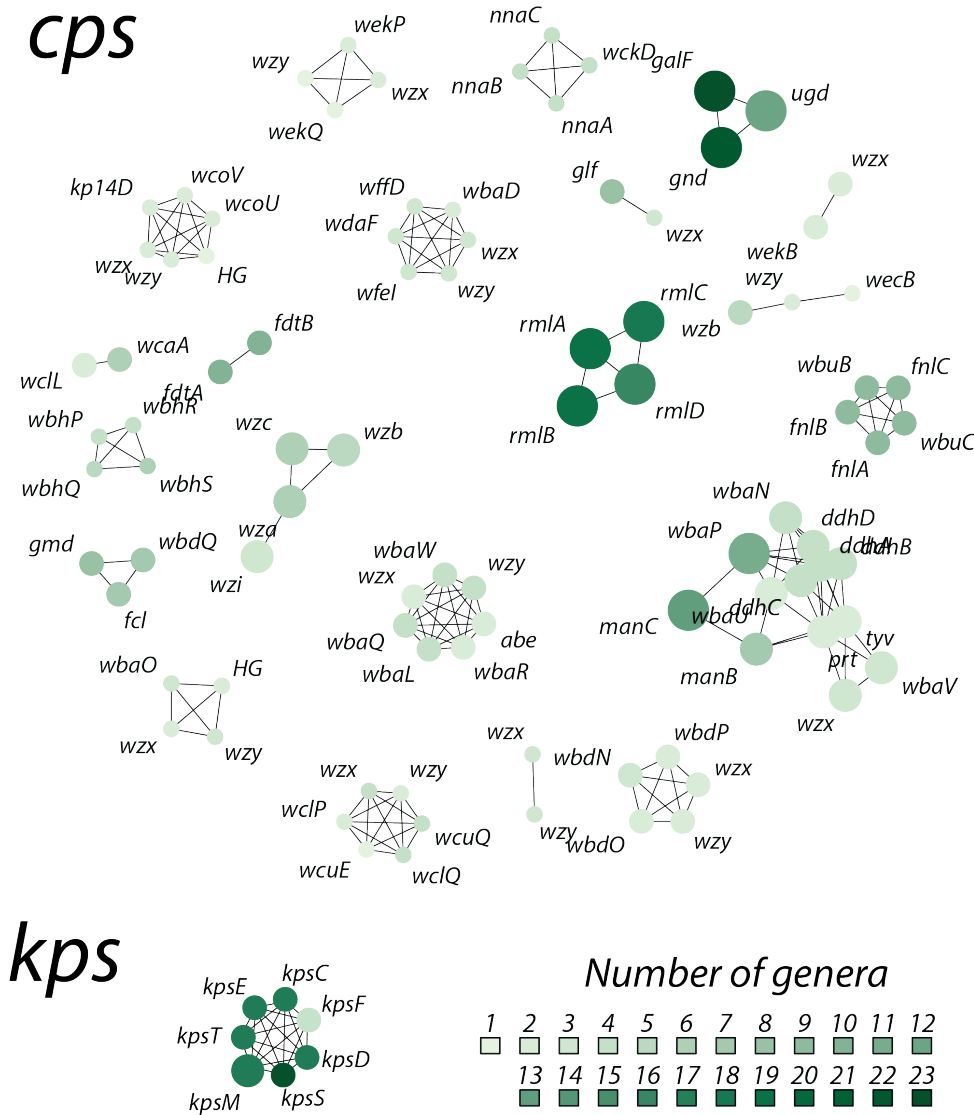 cps
wekP
wzy
wzx
wekQ
nnaC
wckD
nnaB
nnaA
galF
ugd
gnd
wzx
wekB
kp14D
wcoV
wcoU
wzx
wzy
HG
wffD
wbaD
wdaF
wzx
wfeI
wzy
glf
wzx
wzy
wecB
wzb
rmlC
rmlA
rmlD
rmlB
fdtB
fdtA
wcaA
wclL
wbhR
wbhP
wbhQ
wbhS
wzc
wzb
wza
wzi
wbuB
fnlC
fnlB
wbuC
fnlA
wbaN
wbaP
ddhD
ddhA
ddhB
ddhC
wbaU
manC
manB
tyv
prt
wbaV
wzx
gmd
wbdQ
fcl
wbaW
wzx
wzy
wbaQ
abe
wbaL
wbaR
wbaO
HG
wzx
wzy
wzx
wzy
wbdP
wbdN
wzx
wbdO
wzy
wzx
wzy
wclP
wcuQ
wcuE
wclQ
kps
kpsC
kpsE
kpsF
kpsT
kpsD
kpsM
kpsS
Number of genera
1 2 3 4 5 6 7 8 9 10 11 12
13 14 15 16 17 18 19 20 21 22 23